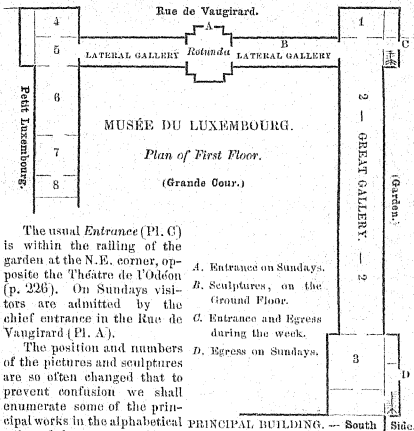 Rue de Vaugirard.
4
A
1
5
LATERAL GALLERY
Rotunda
B
LATERAL GALLERY
C
6
Petit Luxembourg.
MUSÉE DU LUXEMBOURG.
Plan of First Floor.
(Grande Cour.)
7
8
2 — GREAT GALLERY. — 2
(Garden.)
The usual Entrance (Pl. C)
is within the railing of the
garden at the N.E. corner, op-
posite the Théâtre de l'Odéon
(p. 226). On Sundays visi-
tors are admitted by the
chief entrance in the Rue de
Vaugirard (Pl. A).
The position and numbers
of the pictures and sculptures
are so often changed that to
prevent confusion we shall
enumerate some of the prin-
cipal works in the alphabetical
A. Entrance on Sundays.
B. Sculptures, on the
Ground Floor.
C. Entrance and Egress
during the week.
D. Egress on Sundays.
3
D
PRINCIPAL BUILDING. — South Side.